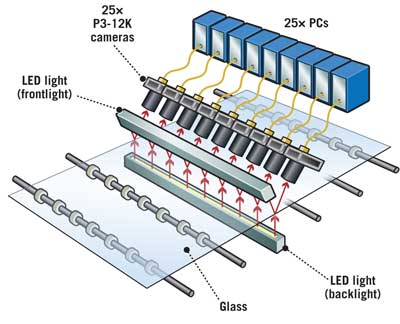 25×
P3-12K
cameras
25× PCs
LED light
(frontlight)
LED light
(backlight)
Glass